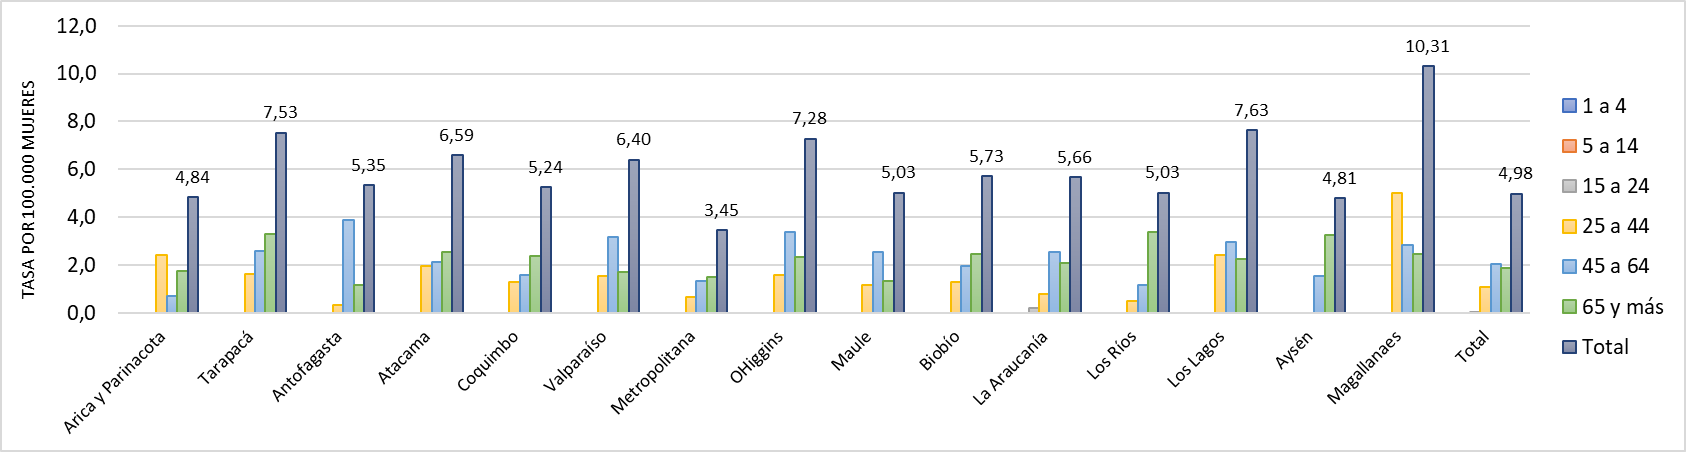 12,0
10,0
8,0
6,0
4,0
2,0
0,0
TASA POR100.000 MUJERES
4,84
7,53
5,35
6,59
5,24
6,40
3,45
7,28
5,03
5,73
5,66
5,03
7,63
4,81
10,31
4,98
Arica y Parinacota
Tarapacá
Antofagasta
Atacama
Coquimbo
Valparaíso
Metropolitana
OHiggins
Maule
Biobío
La Araucanía
Los Ríos
Los Lagos
Aysén
Magallanaes
Total
1 a 4
5 a 14
15 a 24
25 a 44
45 a 64
65 y más
Total